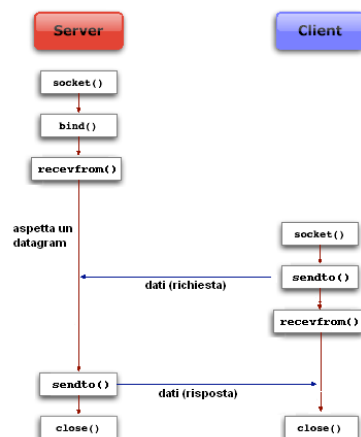 Server
Client
socket()
bind()
recevfrom()
aspetta un
datagram
socket()
sendto()
dati (richiesta)
recevfrom()
sendto()
dati (risposta)
close()
close()